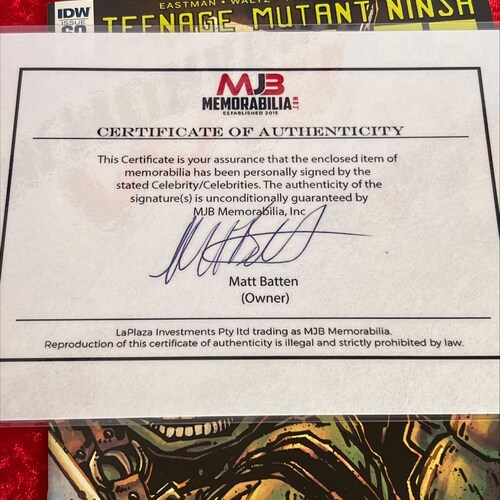 IDW
EASTMAN • WALTZ •
ISSUE
60
TEENAGE MUTANT NINJA
MJB
MEMORABILIA
ESTABLISHED 2015
CERTIFICATE OF AUTHENTICITY
This Certificate is your assurance that the enclosed item of
memorabilia has been personally signed by the
stated Celebrity/Celebrities. The authenticity of the
signature(s) is unconditionally guaranteed by
MJB Memorabilia, Inc
Matt Batten
Matt Batten
(Owner)
LaPlaza Investments Pty ltd trading as MJB Memorabilia.
Reproduction of this certificate of authenticity is illegal and strictly prohibited by law.